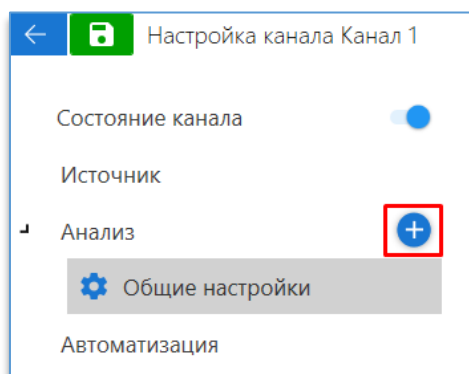 Настройка канала Канал 1
Состояние канала
Источник
Анализ
Общие настройки
Автоматизация